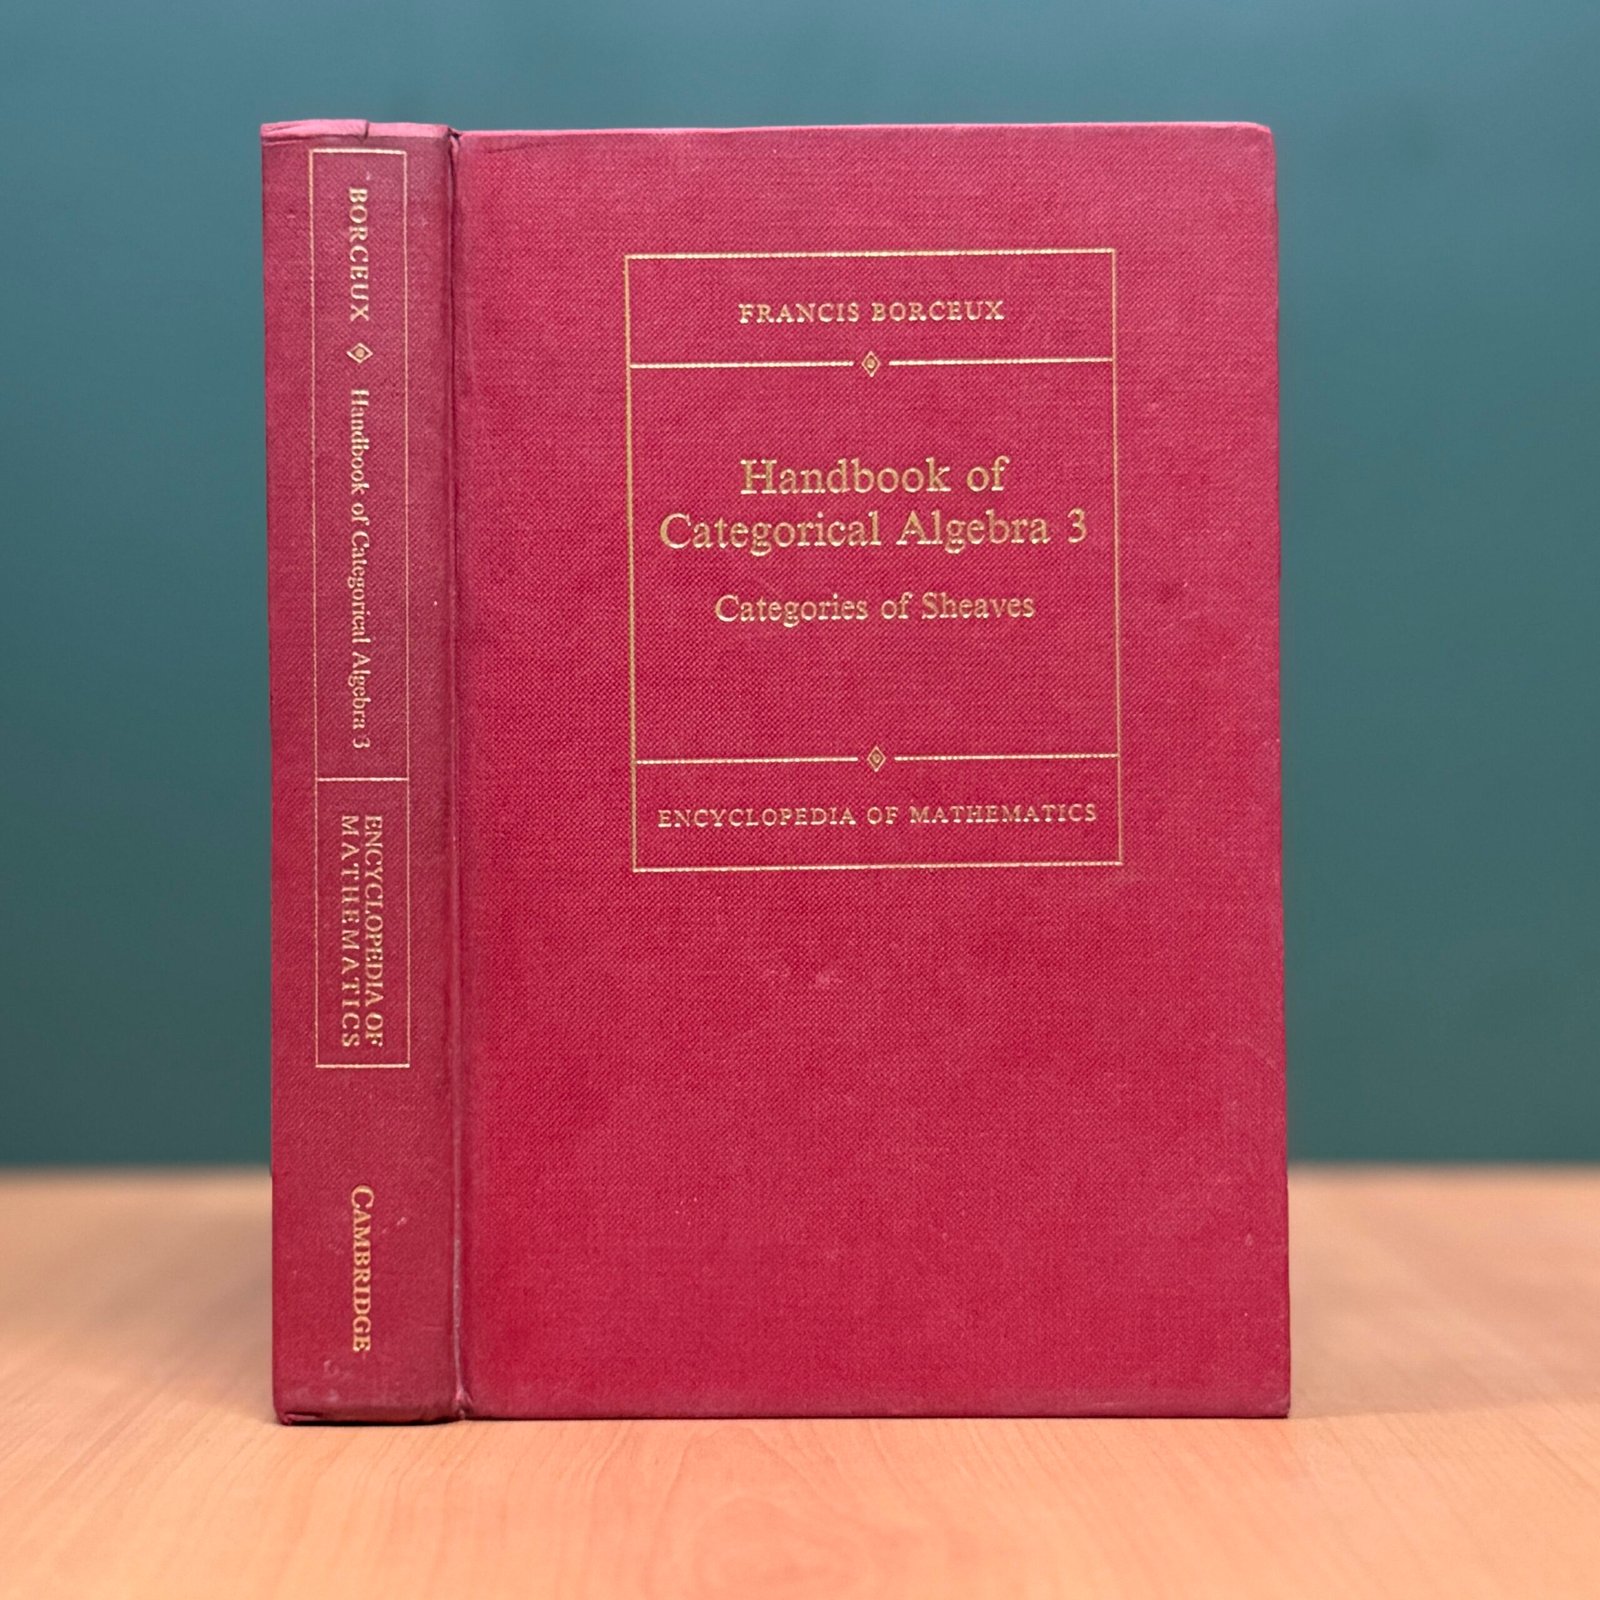 BORCEUX
Handbook of Categorical Algebra 3
ENCYCLOPEDIA OF
MATHEMATICS
CAMBRIDGE
FRANCIS BORCEUX
Handbook of
Categorical Algebra 3
Categories of Sheaves
ENCYCLOPEDIA OF MATHEMATICS